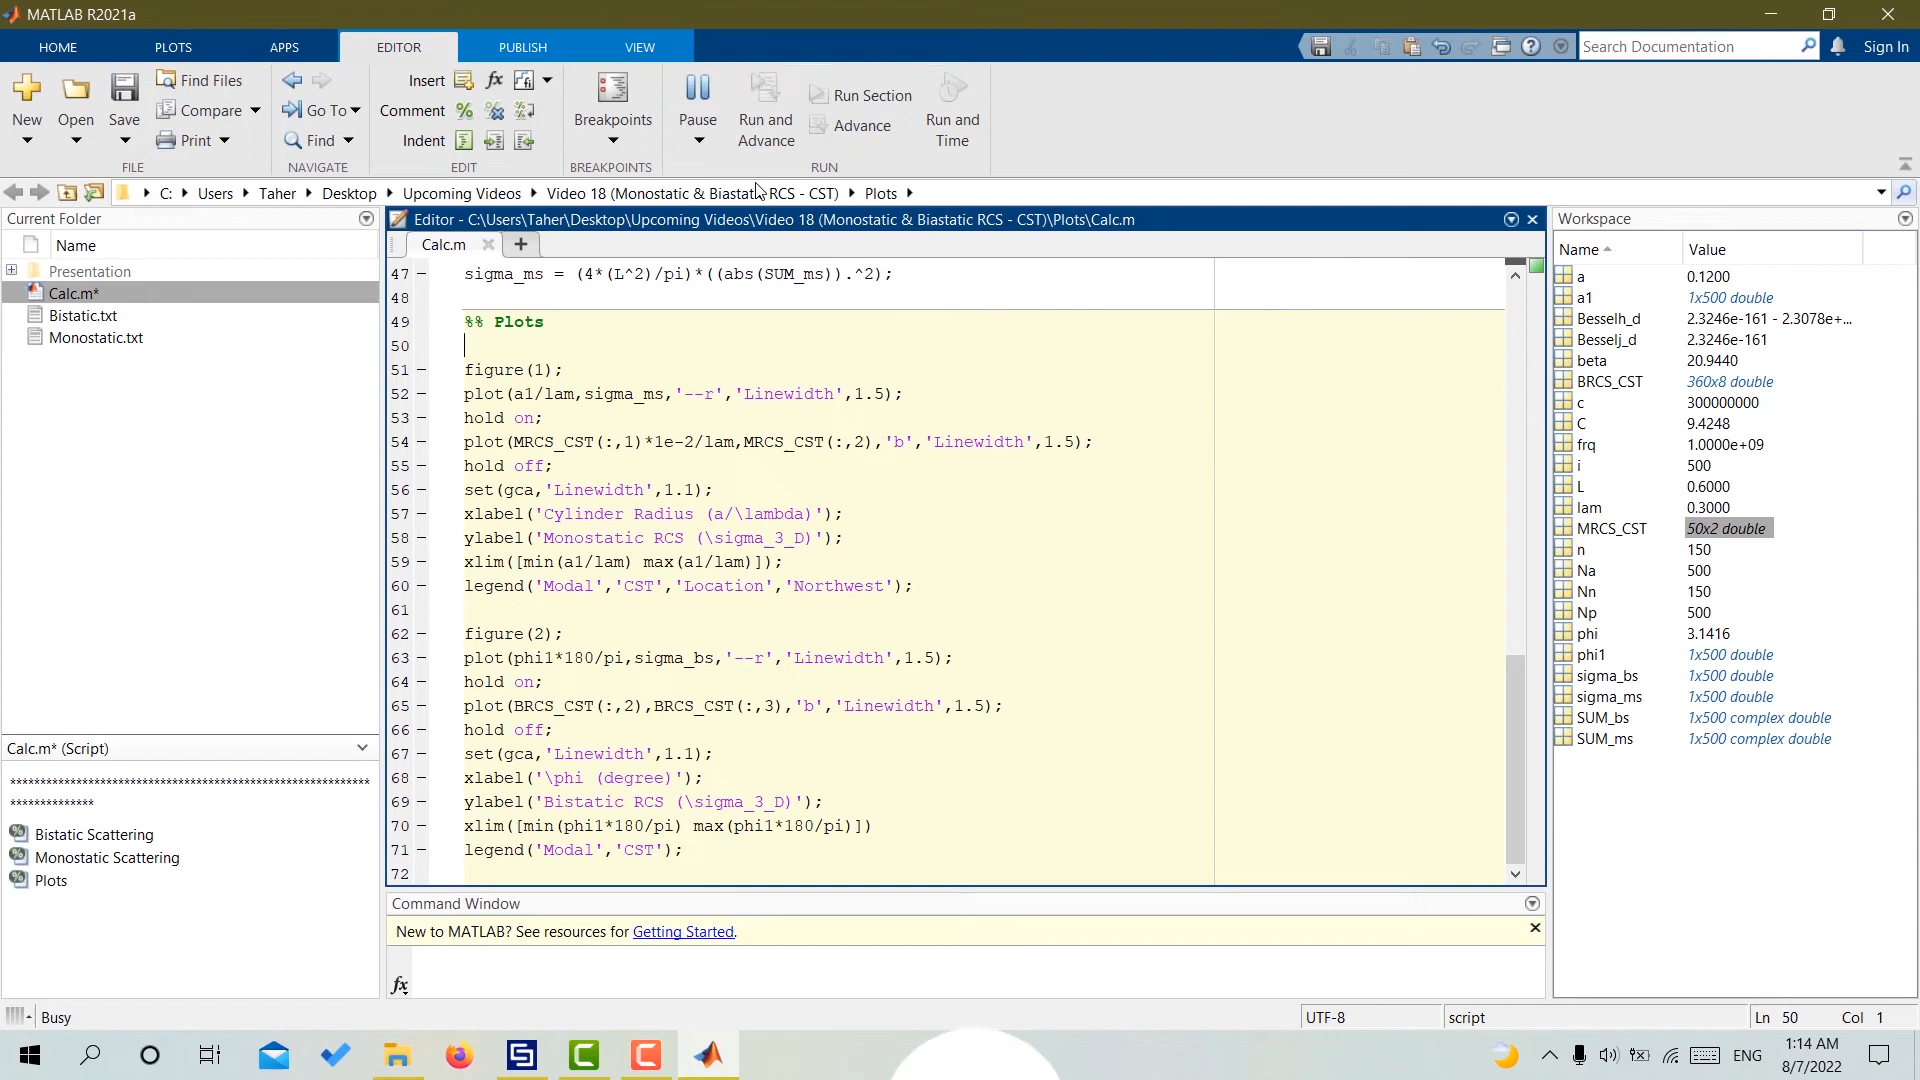 MATLAB R2021a
HOME PLOTS APPS EDITOR PUBLISH VIEW Search Documentation Sign In
New Open Save Find Files Compare Print Go To Find Insert Comment Indent fx Breakpoints Pause Run and Advance Run Section Advance Run and Time
FILE NAVIGATE EDIT BREAKPOINTS RUN
C: Users Taher Desktop Upcoming Videos Video 18 (Monostatic & Biastatic RCS - CST) Plots
Current Folder
Name
Presentation
Calc.m*
Bistatic.txt
Monostatic.txt
Calc.m* (Script)
************************************************************
**************
Bistatic Scattering
Monostatic Scattering
Plots
Editor - C:\Users\Taher\Desktop\Upcoming Videos\Video 18 (Monostatic & Biastatic RCS - CST)\Plots\Calc.m
Calc.m
47 - sigma_ms = (4*(L^2)/pi)*((abs(SUM_ms)).^2);
48
49 %% Plots
50
51 - figure(1);
52 - plot(a1/lam,sigma_ms,'--r','Linewidth',1.5);
53 - hold on;
54 - plot(MRCS_CST(:,1)*1e-2/lam,MRCS_CST(:,2),'b','Linewidth',1.5);
55 - hold off;
56 - set(gca,'Linewidth',1.1);
57 - xlabel('Cylinder Radius (a/\lambda)');
58 - ylabel('Monostatic RCS (\sigma_3_D)');
59 - xlim([min(a1/lam) max(a1/lam)]);
60 - legend('Modal','CST','Location','Northwest');
61
62 - figure(2);
63 - plot(phi1*180/pi,sigma_bs,'--r','Linewidth',1.5);
64 - hold on;
65 - plot(BRCS_CST(:,2),BRCS_CST(:,3),'b','Linewidth',1.5);
66 - hold off;
67 - set(gca,'Linewidth',1.1);
68 - xlabel('\phi (degree)');
69 - ylabel('Bistatic RCS (\sigma_3_D)');
70 - xlim([min(phi1*180/pi) max(phi1*180/pi)])
71 - legend('Modal','CST');
72
Command Window
New to MATLAB? See resources for Getting Started.
fx
Workspace
Name Value
a 0.1200
a1 1x500 double
Besselh_d 2.3246e-161 - 2.3078e+...
Besselj_d 2.3246e-161
beta 20.9440
BRCS_CST 360x8 double
c 300000000
C 9.4248
frq 1.0000e+09
i 500
L 0.6000
lam 0.3000
MRCS_CST 50x2 double
n 150
Na 500
Nn 150
Np 500
phi 3.1416
phi1 1x500 double
sigma_bs 1x500 double
sigma_ms 1x500 double
SUM_bs 1x500 complex double
SUM_ms 1x500 complex double
Busy UTF-8 script Ln 50 Col 1
ENG 1:14 AM
8/7/2022